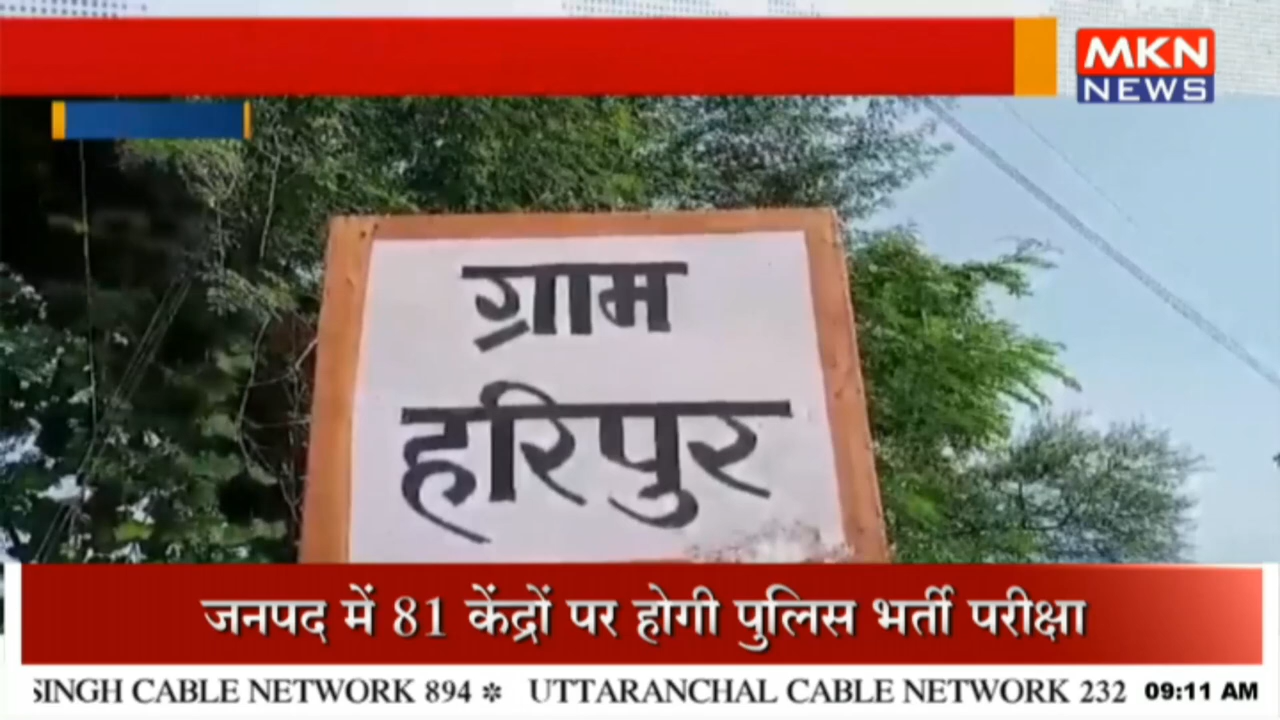 MKN
NEWS
ग्राम
हरिपुर
जनपद में 81 केंद्रों पर होगी पुलिस भर्ती परीक्षा
SINGH CABLE NETWORK 894 ✲ UTTARANCHAL CABLE NETWORK 232 09:11 AM